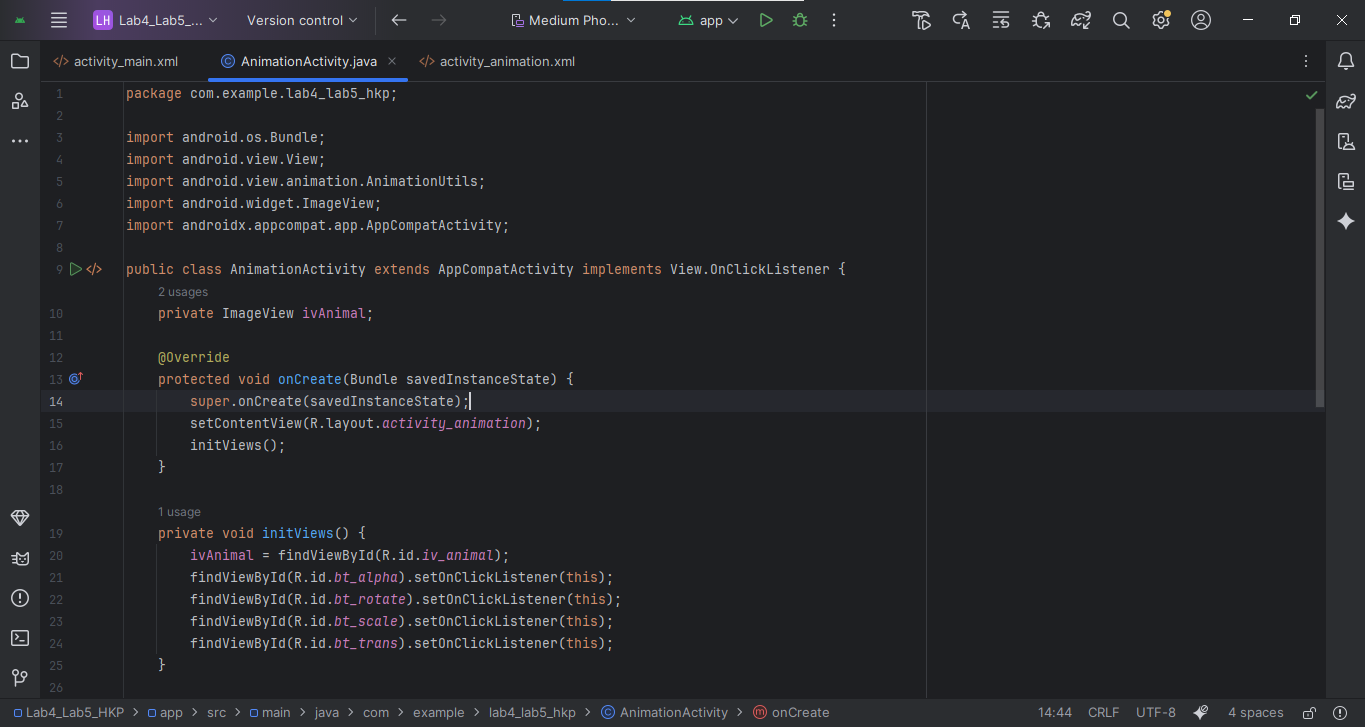 LH Lab4_Lab5_... Version control Medium Pho... app
activity_main.xml AnimationActivity.java activity_animation.xml
1 package com.example.lab4_lab5_hkp;
2
3 import android.os.Bundle;
4 import android.view.View;
5 import android.view.animation.AnimationUtils;
6 import android.widget.ImageView;
7 import androidx.appcompat.app.AppCompatActivity;
8
9 public class AnimationActivity extends AppCompatActivity implements View.OnClickListener {
2 usages
10 private ImageView ivAnimal;
11
12 @Override
13 protected void onCreate(Bundle savedInstanceState) {
14 super.onCreate(savedInstanceState);
15 setContentView(R.layout.activity_animation);
16 initViews();
17 }
18
1 usage
19 private void initViews() {
20 ivAnimal = findViewById(R.id.iv_animal);
21 findViewById(R.id.bt_alpha).setOnClickListener(this);
22 findViewById(R.id.bt_rotate).setOnClickListener(this);
23 findViewById(R.id.bt_scale).setOnClickListener(this);
24 findViewById(R.id.bt_trans).setOnClickListener(this);
25 }
26
Lab4_Lab5_HKP > app > src > main > java > com > example > lab4_lab5_hkp > AnimationActivity > onCreate 14:44 CRLF UTF-8 4 spaces